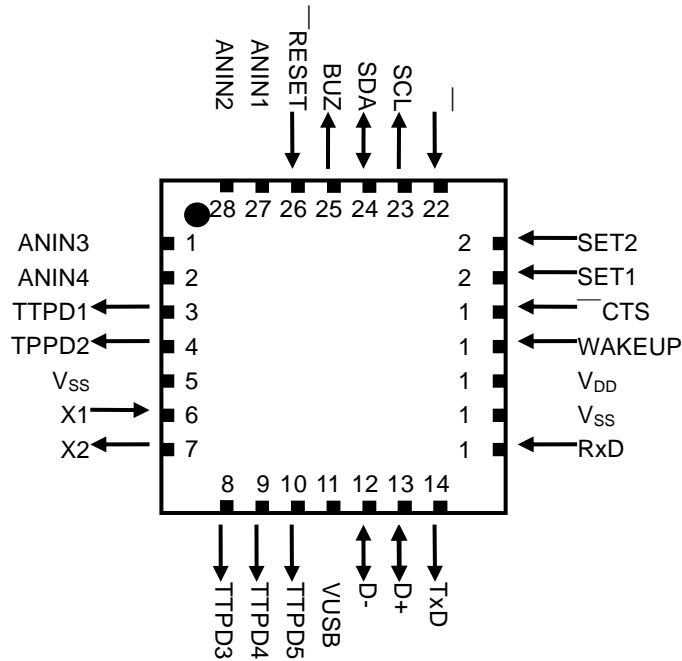 ANIN2 ANIN1 RESET BUZ SDA SCL
28 27 26 25 24 23 22
ANIN3 1 2 SET2
ANIN4 2 2 SET1
TTPD1 3 1 CTS
TPPD2 4 1 WAKEUP
VSS 5 1 VDD
X1 6 1 VSS
X2 7 1 RxD
8 9 10 11 12 13 14
TTPD3 TTPD4 TTPD5 VUSB D- D+ TxD